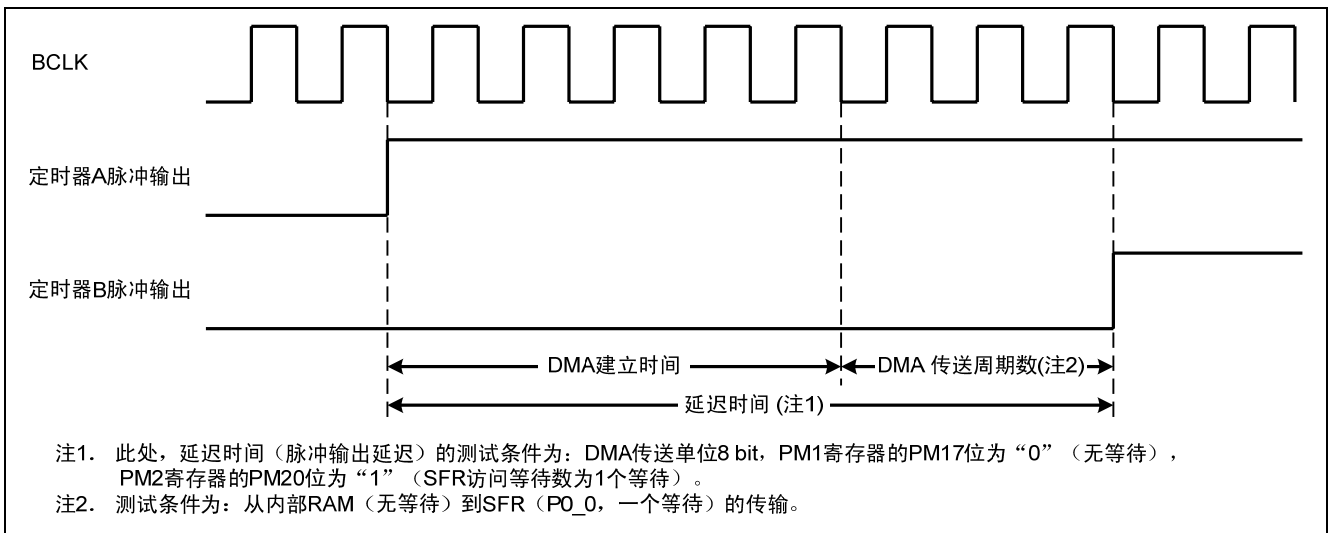 BCLK
定时器A脉冲输出
定时器B脉冲输出
DMA建立时间
DMA 传送周期数(注2)
延迟时间 (注1)
注1. 此处，延迟时间（脉冲输出延迟）的测试条件为：DMA传送单位8 bit，PM1寄存器的PM17位为“0”（无等待），
PM2寄存器的PM20位为“1”（SFR访问等待数为1个等待）。
注2. 测试条件为：从内部RAM（无等待）到SFR（P0_0，一个等待）的传输。